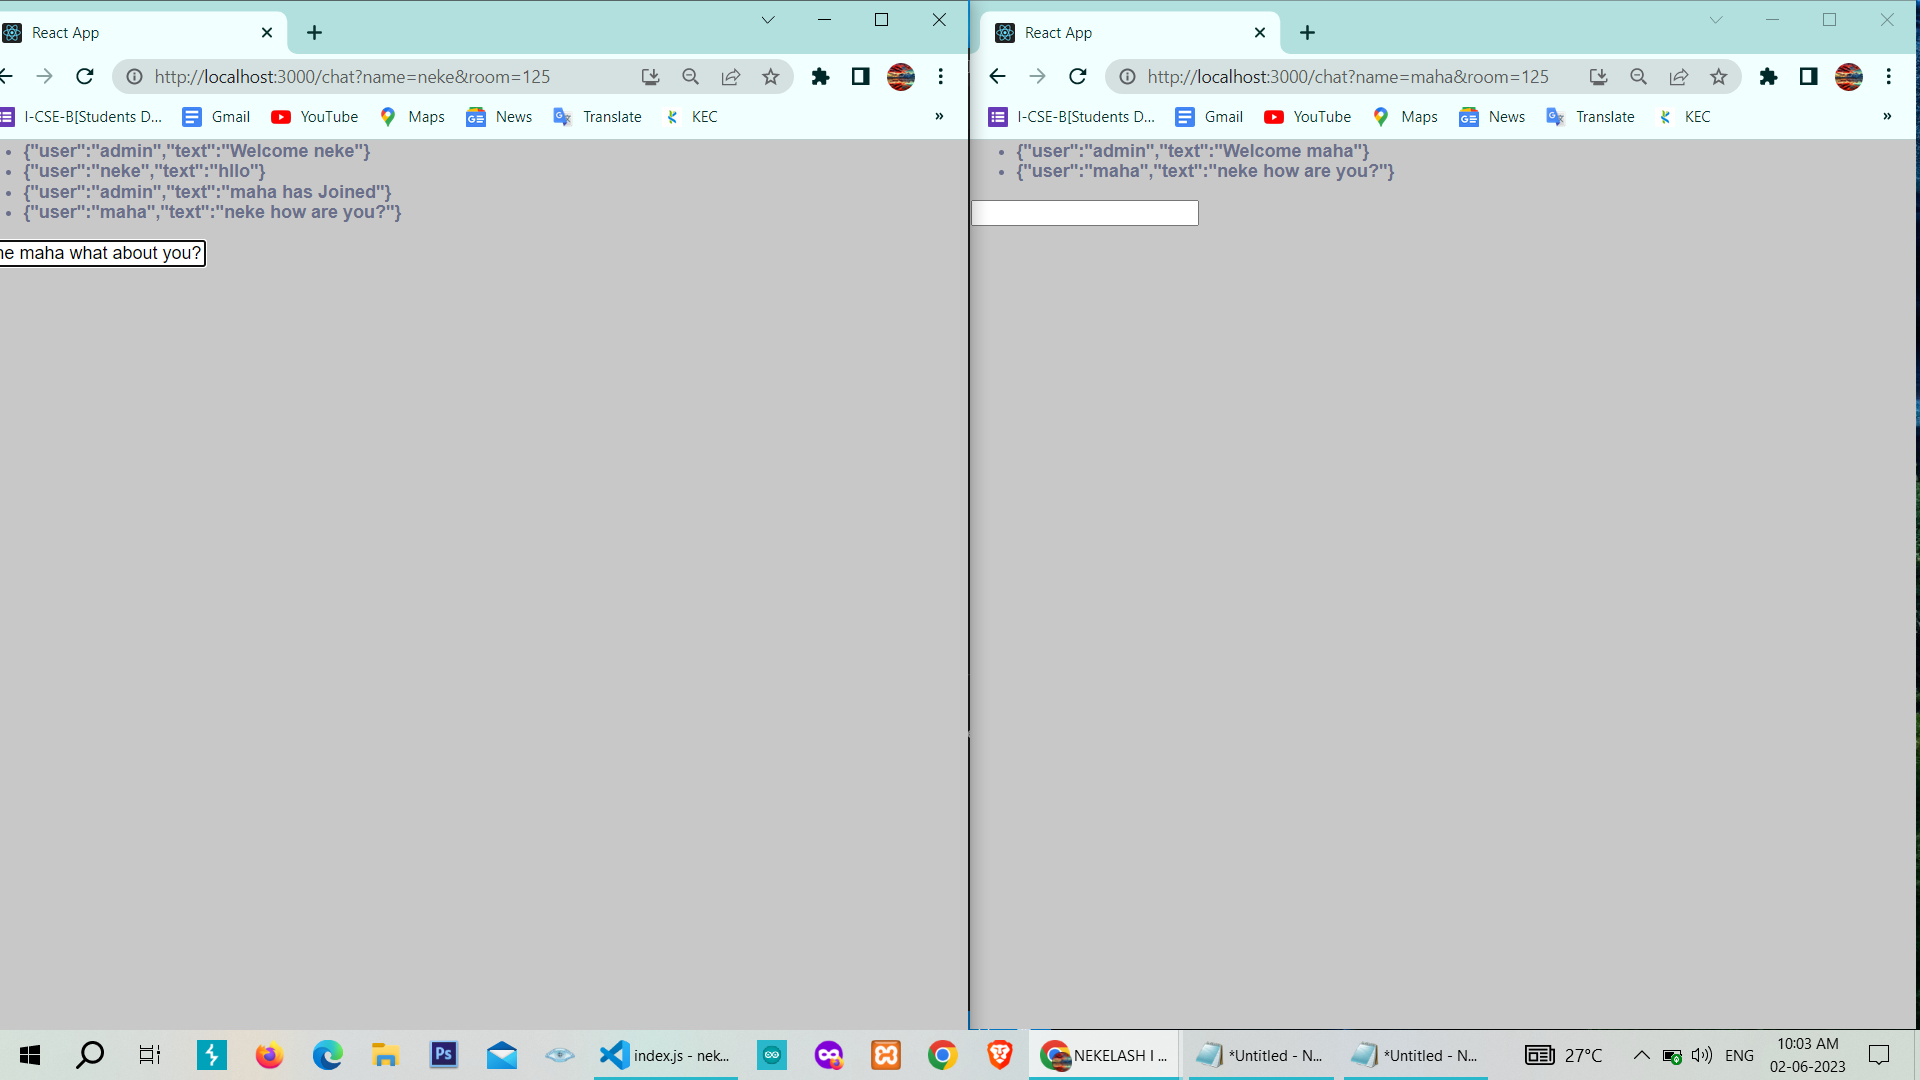 React App
http://localhost:3000/chat?name=neke&room=125
I-CSE-B[Students D... Gmail YouTube Maps News Translate KEC »
{"user":"admin","text":"Welcome neke"}
{"user":"neke","text":"hllo"}
{"user":"admin","text":"maha has Joined"}
{"user":"maha","text":"neke how are you?"}
ne maha what about you?
React App
http://localhost:3000/chat?name=maha&room=125
I-CSE-B[Students D... Gmail YouTube Maps News Translate KEC »
{"user":"admin","text":"Welcome maha"}
{"user":"maha","text":"neke how are you?"}
Ps index.js - nek... NEKELASH I ... *Untitled - N... *Untitled - N... 27°C ENG 10:03 AM
02-06-2023